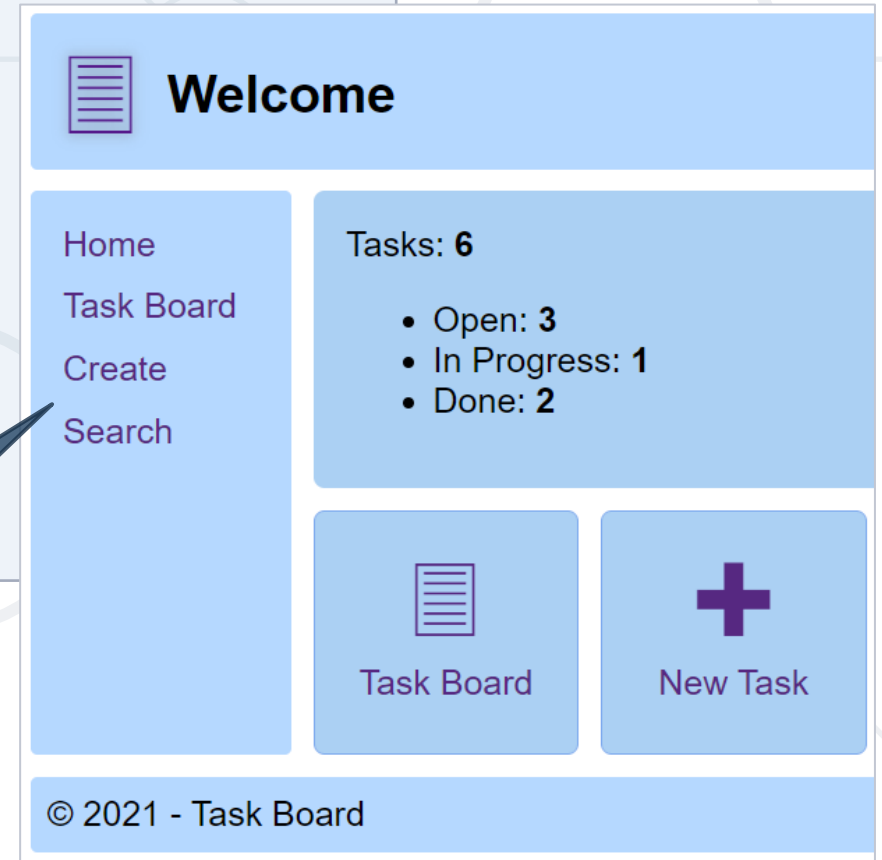 Welcome
Home
Task Board
Create
Search
Tasks: 6
• Open: 3
• In Progress: 1
• Done: 2
Task Board
New Task
© 2021 - Task Board